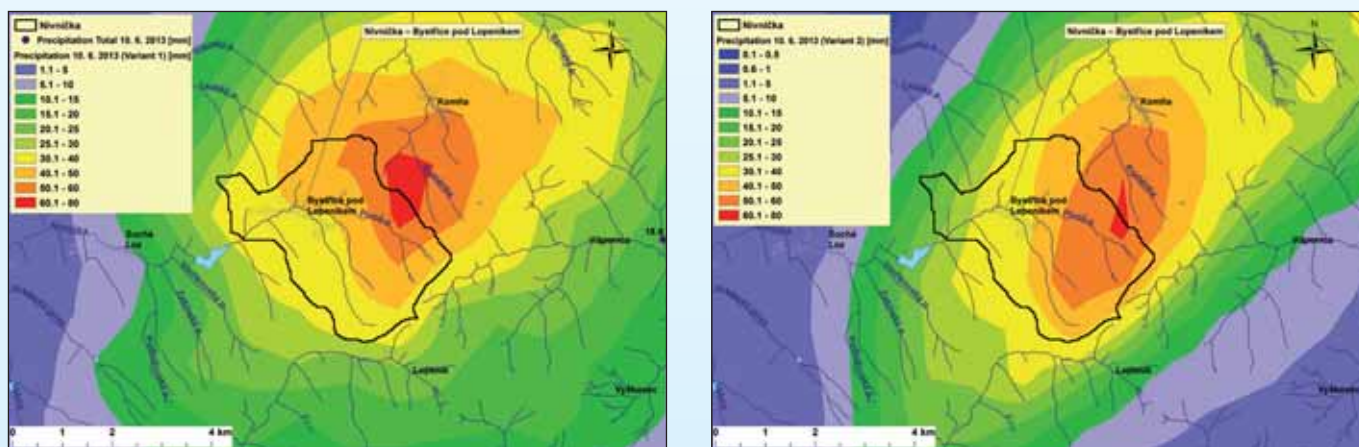 Nivnička
Precipitation Total 10. 6. 2013 [mm]
Precipitation 10. 6. 2013 (Variant 1) [mm]
1.1 - 5
5.1 - 10
10.1 - 15
15.1 - 20
20.1 - 25
25.1 - 30
30.1 - 40
40.1 - 50
50.1 - 60
60.1 - 80
Nivnička – Bystřice pod Lopeníkem
N
Komňa
Bystřice pod
Lopeníkem
Suchá
Loz
Lopeník
Vyškovec
0 1 2 4 km
Nivnička
Precipitation 10. 6. 2013 (Variant 2) [mm]
0.1 - 0.5
0.6 - 1
1.1 - 5
5.1 - 10
10.1 - 15
15.1 - 20
20.1 - 25
25.1 - 30
30.1 - 40
40.1 - 50
50.1 - 60
60.1 - 80
Nivnička – Bystřice pod Lopeníkem
N
Komňa
Bystřice pod
Lopeníkem
Suchá
Loz
Lopeník
Vyškovec
0 1 2 4 km